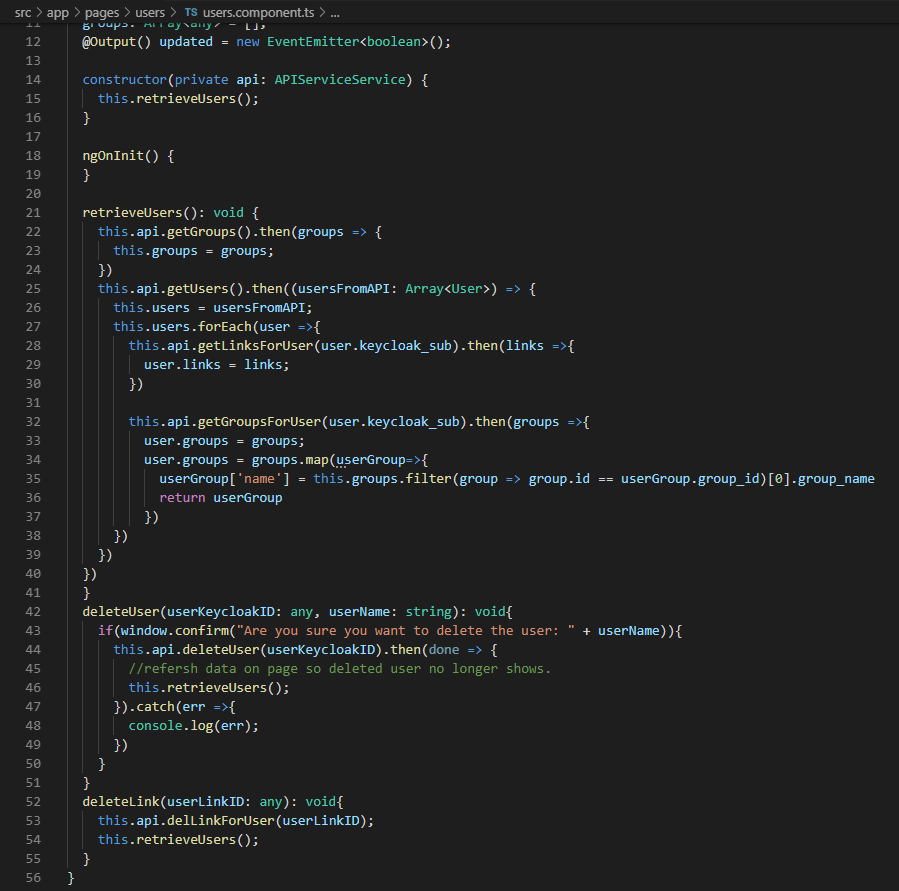 src > app > pages > users > TS users.component.ts > ...
11 groups: Array<any> = [];
12 @Output() updated = new EventEmitter<boolean>();
13
14 constructor(private api: APIServiceService) {
15 this.retrieveUsers();
16 }
17
18 ngOnInit() {
19 }
20
21 retrieveUsers(): void {
22 this.api.getGroups().then(groups => {
23 this.groups = groups;
24 })
25 this.api.getUsers().then((usersFromAPI: Array<User>) => {
26 this.users = usersFromAPI;
27 this.users.forEach(user =>{
28 this.api.getLinksForUser(user.keycloak_sub).then(links =>{
29 user.links = links;
30 })
31
32 this.api.getGroupsForUser(user.keycloak_sub).then(groups =>{
33 user.groups = groups;
34 user.groups = groups.map(userGroup=>{
35 userGroup['name'] = this.groups.filter(group => group.id == userGroup.group_id)[0].group_name
36 return userGroup
37 })
38 })
39 })
40 })
41 }
42 deleteUser(userKeycloakID: any, userName: string): void{
43 if(window.confirm("Are you sure you want to delete the user: " + userName)){
44 this.api.deleteUser(userKeycloakID).then(done => {
45 //refersh data on page so deleted user no longer shows.
46 this.retrieveUsers();
47 }).catch(err =>{
48 console.log(err);
49 })
50 }
51 }
52 deleteLink(userLinkID: any): void{
53 this.api.delLinkForUser(userLinkID);
54 this.retrieveUsers();
55 }
56 }